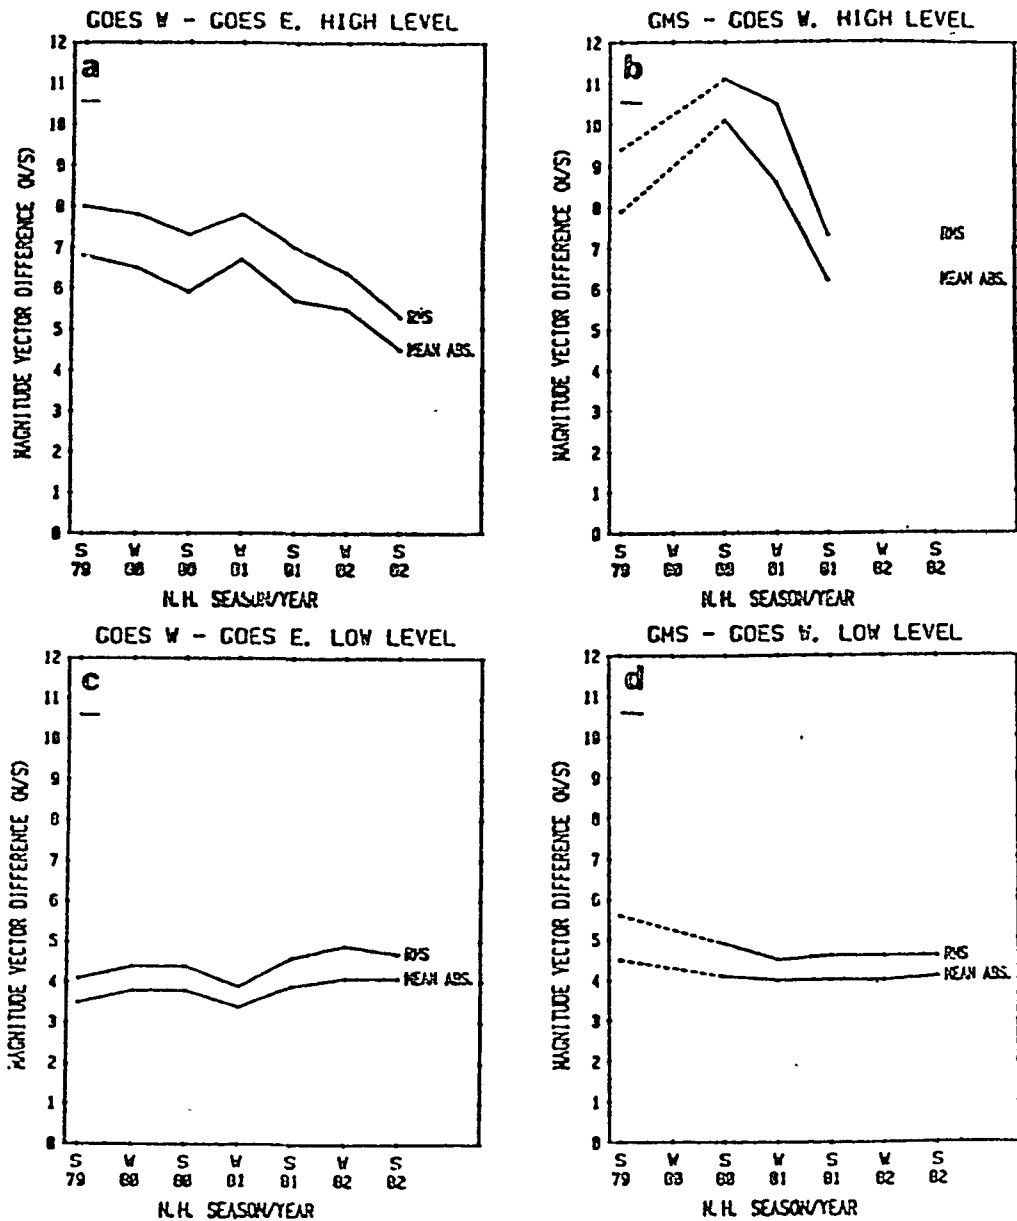 GOES W - GOES E. HIGH LEVEL
a
MAGNITUDE VECTOR DIFFERENCE (M/S)
12
11
10
9
8
7
6
5
4
3
2
1
0
RMS
MEAN ABS.
S W S W S W S
79 80 80 81 81 82 82
N.H. SEASON/YEAR
GMS - GOES W. HIGH LEVEL
b
MAGNITUDE VECTOR DIFFERENCE (M/S)
12
11
10
9
8
7
6
5
4
3
2
1
0
RMS
MEAN ABS.
S W S W S W S
79 80 80 81 81 82 82
N.H. SEASON/YEAR
GOES W - GOES E. LOW LEVEL
c
MAGNITUDE VECTOR DIFFERENCE (M/S)
12
11
10
9
8
7
6
5
4
3
2
1
0
RMS
MEAN ABS.
S W S W S W S
79 80 80 81 81 82 82
N.H. SEASON/YEAR
GMS - GOES W. LOW LEVEL
d
MAGNITUDE VECTOR DIFFERENCE (M/S)
12
11
10
9
8
7
6
5
4
3
2
1
0
RMS
MEAN ABS.
S W S W S W S
79 80 80 81 81 82 82
N.H. SEASON/YEAR